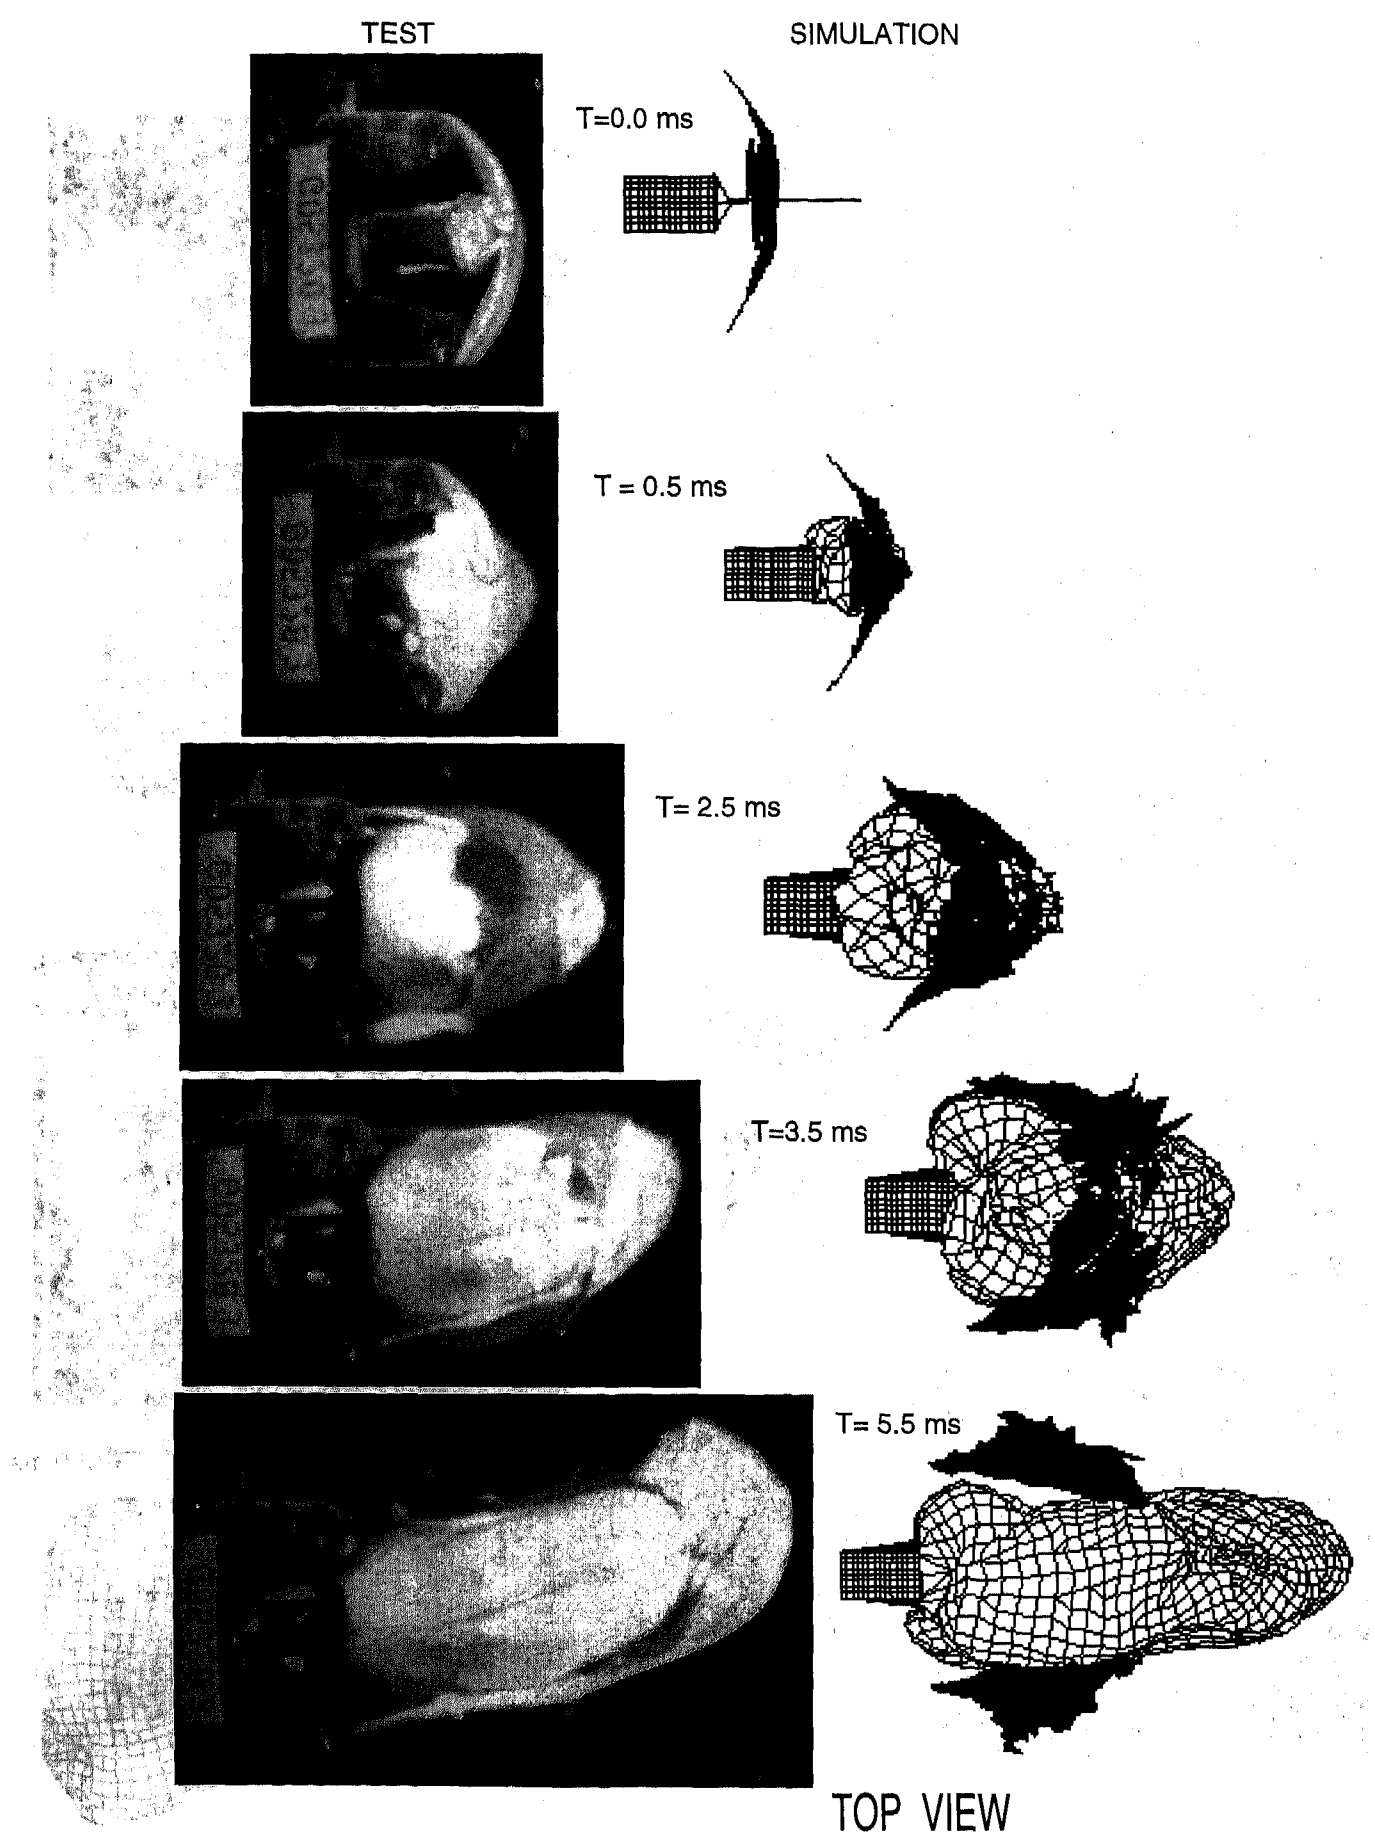 TEST SIMULATION
T=0.0 ms
T = 0.5 ms
T= 2.5 ms
T=3.5 ms
T= 5.5 ms
TOP VIEW